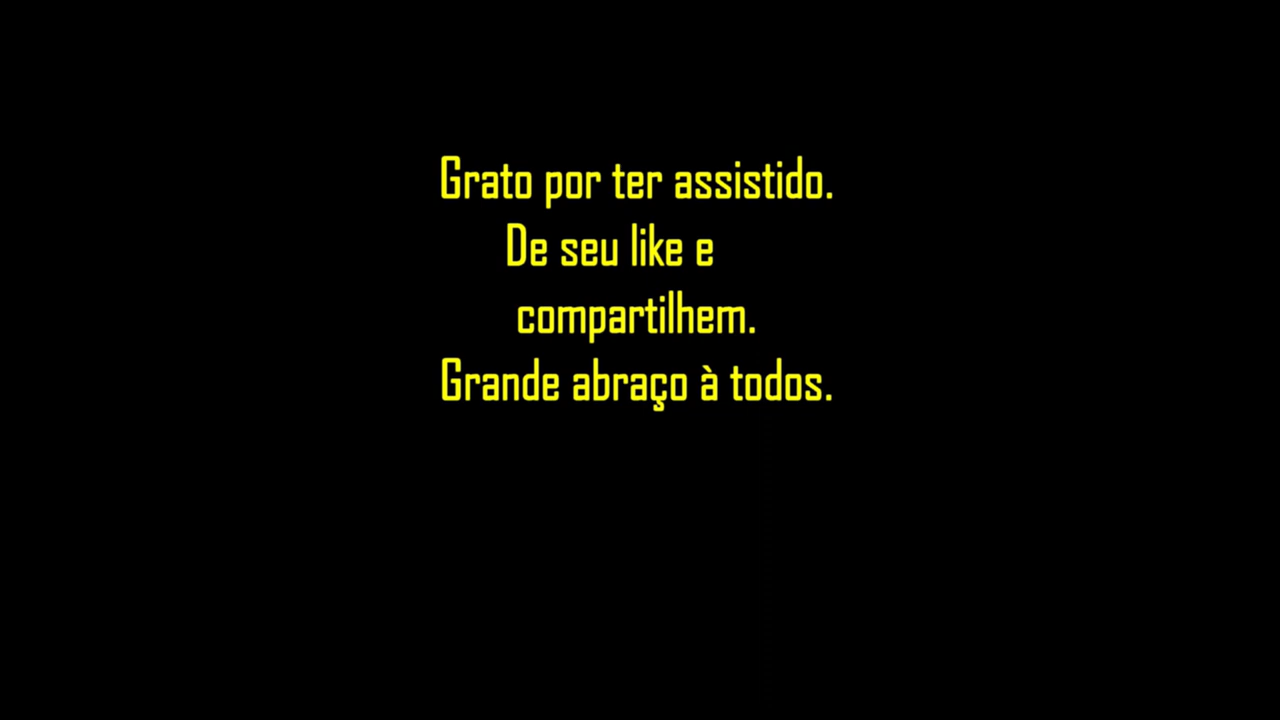 Grato por ter assistido.
De seu like e
compartilhem.
Grande abraço à todos.